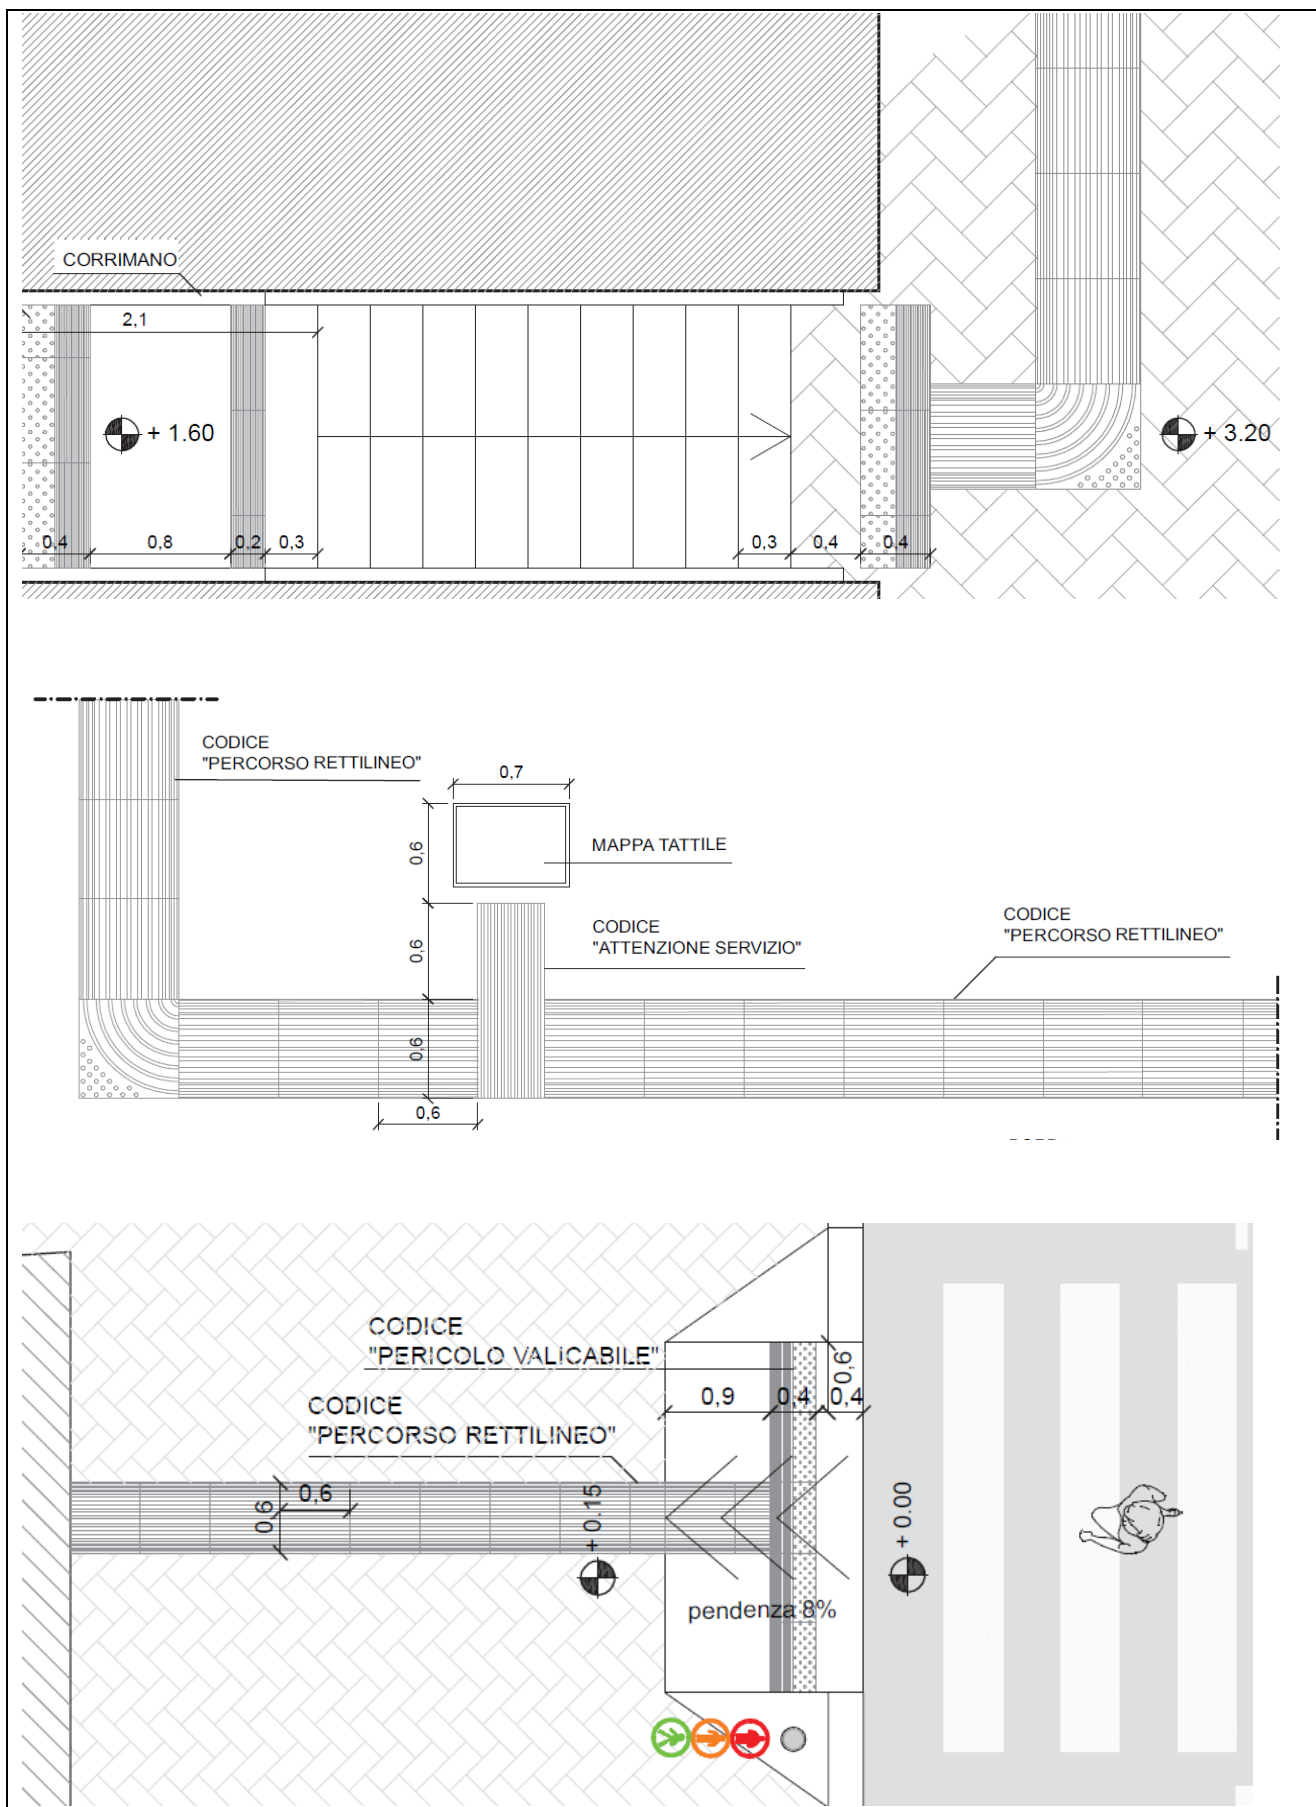 CORRIMANO
2,1
+ 1.60
+ 3.20
0,4
0,8
0,2
0,3
0,3
0,4
0,4
CODICE
"PERCORSO RETTILINEO"
0,7
0,6
MAPPA TATTILE
CODICE
"PERCORSO RETTILINEO"
CODICE
"ATTENZIONE SERVIZIO"
0,6
0,6
0,6
CODICE
"PERICOLO VALICABILE"
0,6
0,9
0,4
0,4
CODICE
"PERCORSO RETTILINEO"
0,6
0,6
+ 0.15
+ 0.00
pendenza 8%